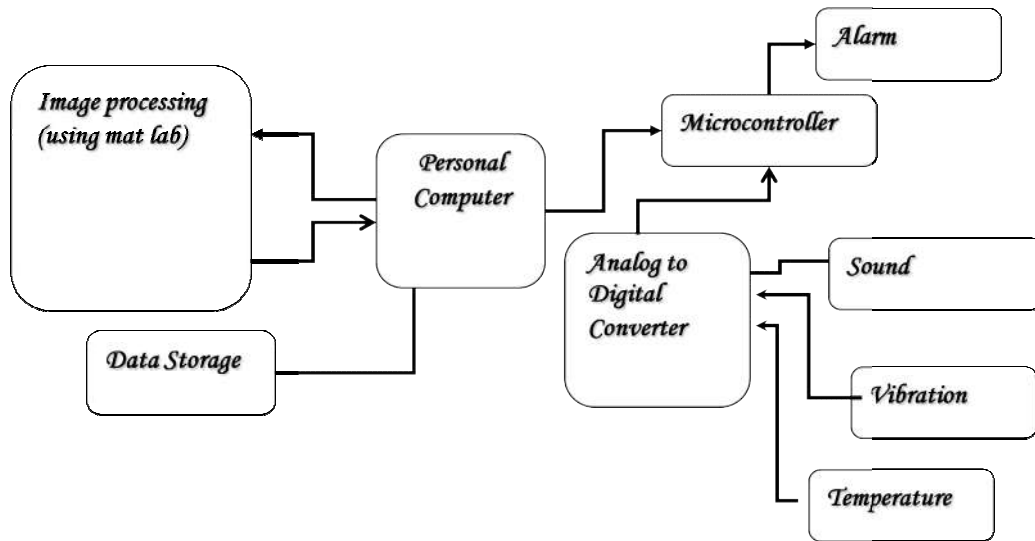 Alarm
Image processing
(using mat lab)
Microcontroller
Personal
Computer
Analog to
Digital
Converter
Sound
Data Storage
Vibration
Temperature